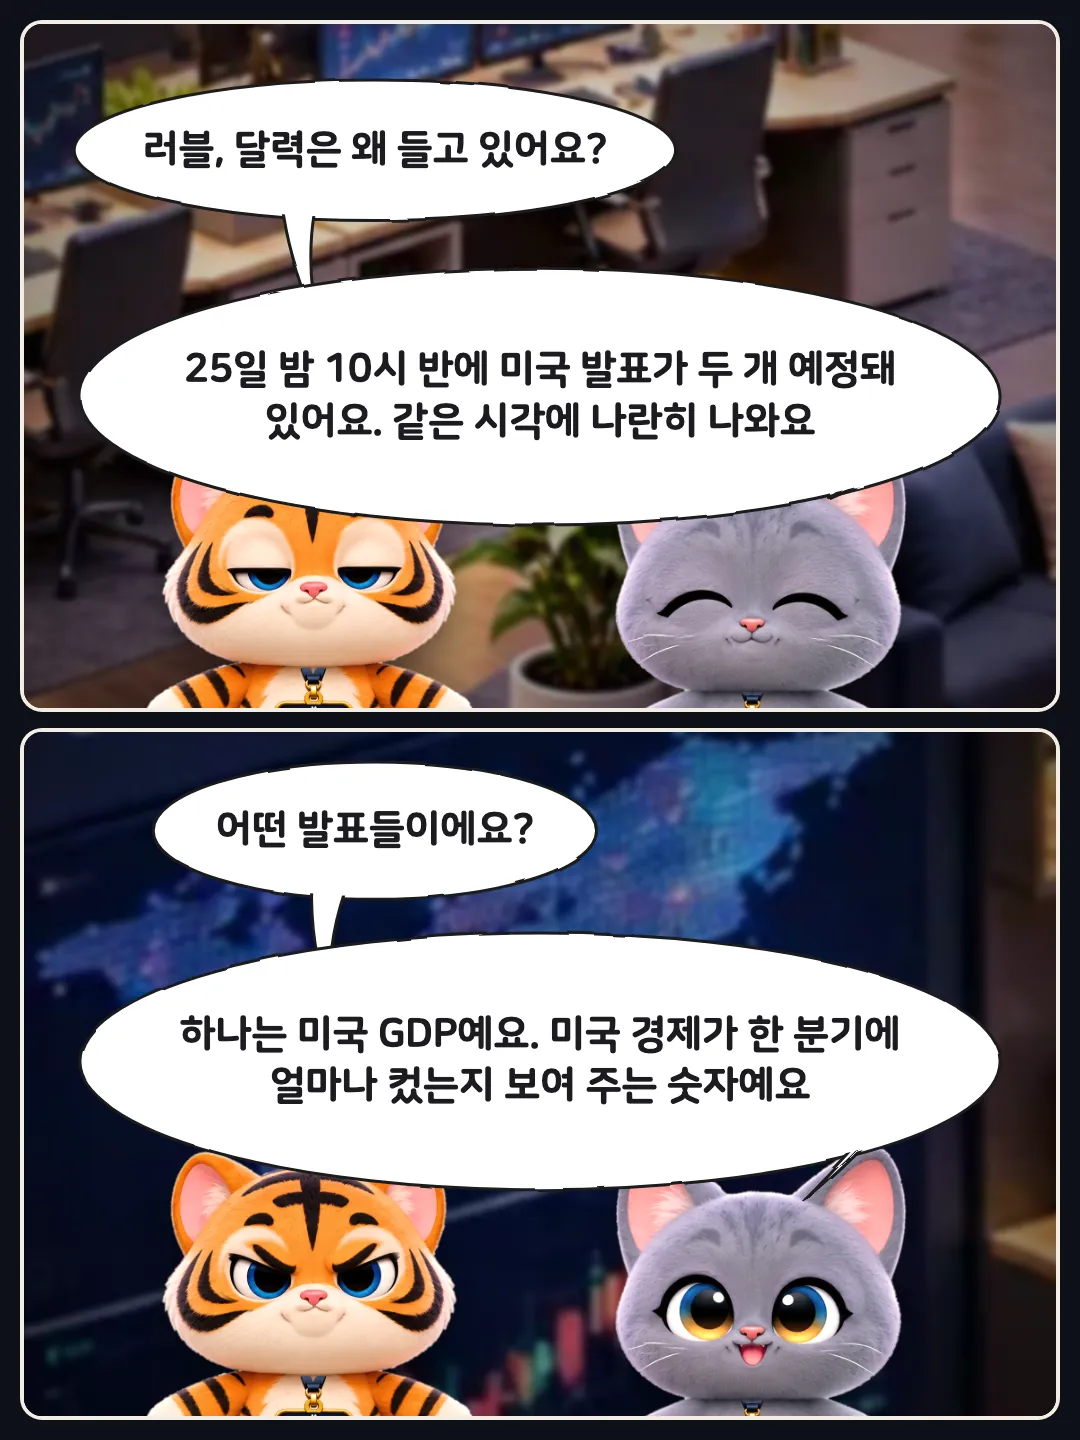 러블, 달력은 왜 들고 있어요?
25일 밤 10시 반에 미국 발표가 두 개 예정돼
있어요. 같은 시각에 나란히 나와요
어떤 발표들이에요?
하나는 미국 GDP예요. 미국 경제가 한 분기에
얼마나 컸는지 보여 주는 숫자예요